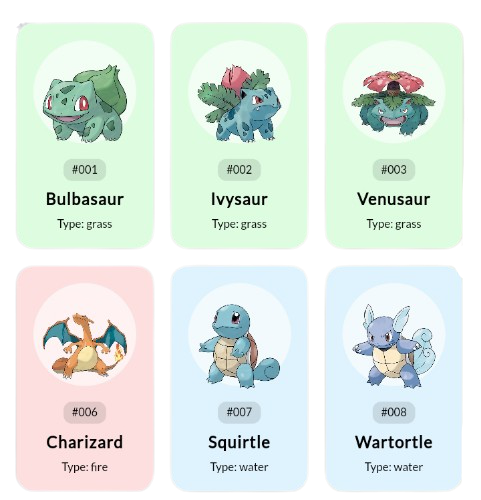 #001
Bulbasaur
Type: grass
#002
Ivysaur
Type: grass
#003
Venusaur
Type: grass
#006
Charizard
Type: fire
#007
Squirtle
Type: water
#008
Wartortle
Type: water